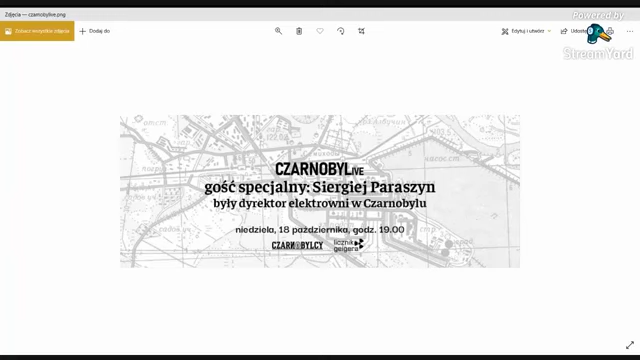 Zdjęcia — czarnobylive.png
Powered by
Zobacz wszystkie zdjęcia
Dodaj do
Edytuj i utwórz
StreamYard
CZARNOBYLIVE
gość specjalny: Siergiej Paraszyn
były dyrektor elektrowni w Czarnobylu
niedziela, 18 października, godz. 19.00
CZARNOBYLCY
licznik
geigera